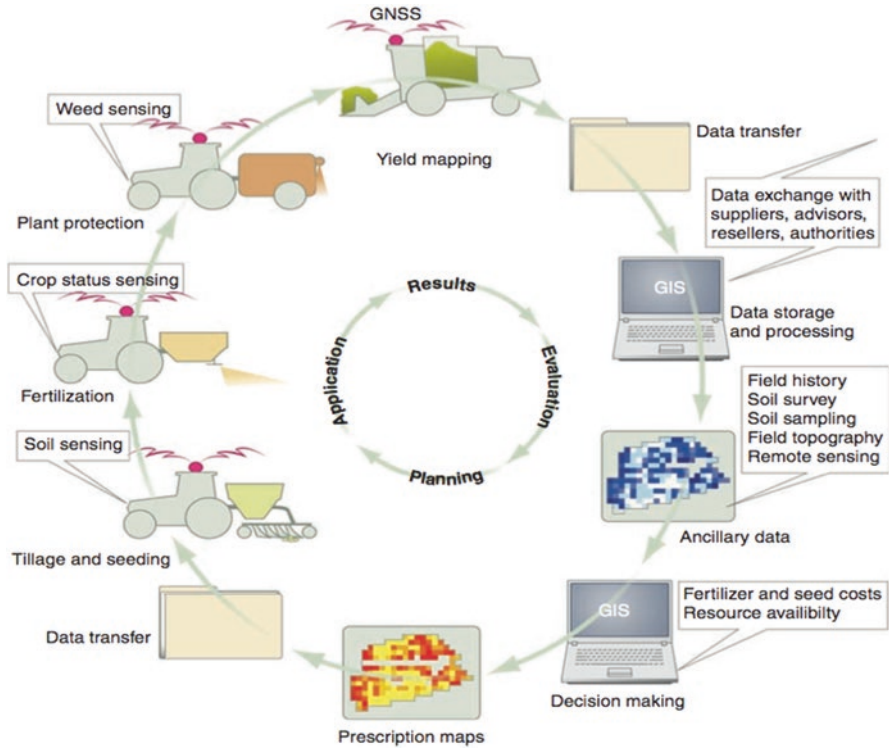 GNSS
Yield mapping
Data transfer
Data exchange with
suppliers, advisors,
resellers, authorities
GIS
Data storage
and processing
Field history
Soil survey
Soil sampling
Field topography
Remote sensing
Ancillary data
Fertilizer and seed costs
Resource availibilty
GIS
Decision making
Prescription maps
Data transfer
Soil sensing
Tillage and seeding
Crop status sensing
Fertilization
Weed sensing
Plant protection
Results
Evaluation
Planning
Application